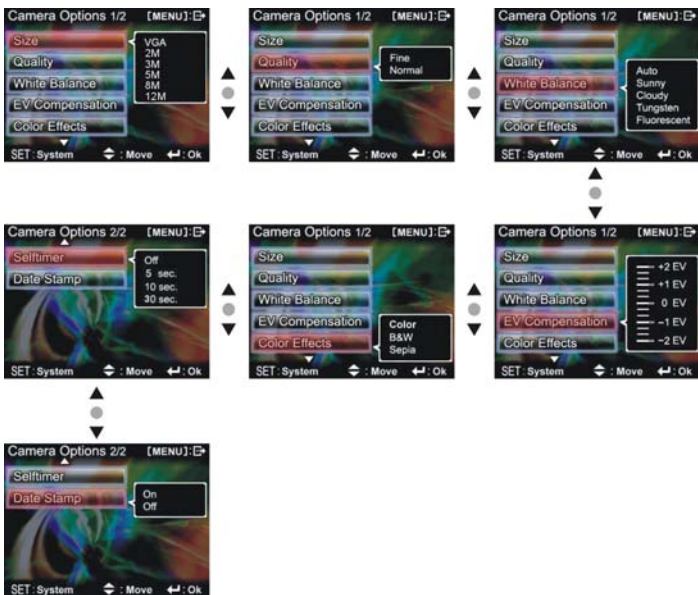 Camera Options 1/2 [MENU]:
Size
Quality
White Balance
EV Compensation
Color Effects
VGA
2M
3M
5M
8M
12M
SET:System : Move : Ok
Camera Options 1/2 [MENU]:
Size
Quality
White Balance
EV Compensation
Color Effects
Fine
Normal
SET:System : Move : Ok
Camera Options 1/2 [MENU]:
Size
Quality
White Balance
EV Compensation
Color Effects
Auto
Sunny
Cloudy
Tungsten
Fluorescent
SET:System : Move : Ok
Camera Options 2/2 [MENU]:
Selftimer
Date Stamp
Off
5 sec.
10 sec.
30 sec.
SET:System : Move : Ok
Camera Options 1/2 [MENU]:
Size
Quality
White Balance
EV Compensation
Color Effects
Color
B&W
Sepia
SET:System : Move : Ok
Camera Options 1/2 [MENU]:
Size
Quality
White Balance
EV Compensation
Color Effects
+2 EV
+1 EV
0 EV
-1 EV
-2 EV
SET:System : Move : Ok
Camera Options 2/2 [MENU]:
Selftimer
Date Stamp
On
Off
SET:System : Move : Ok